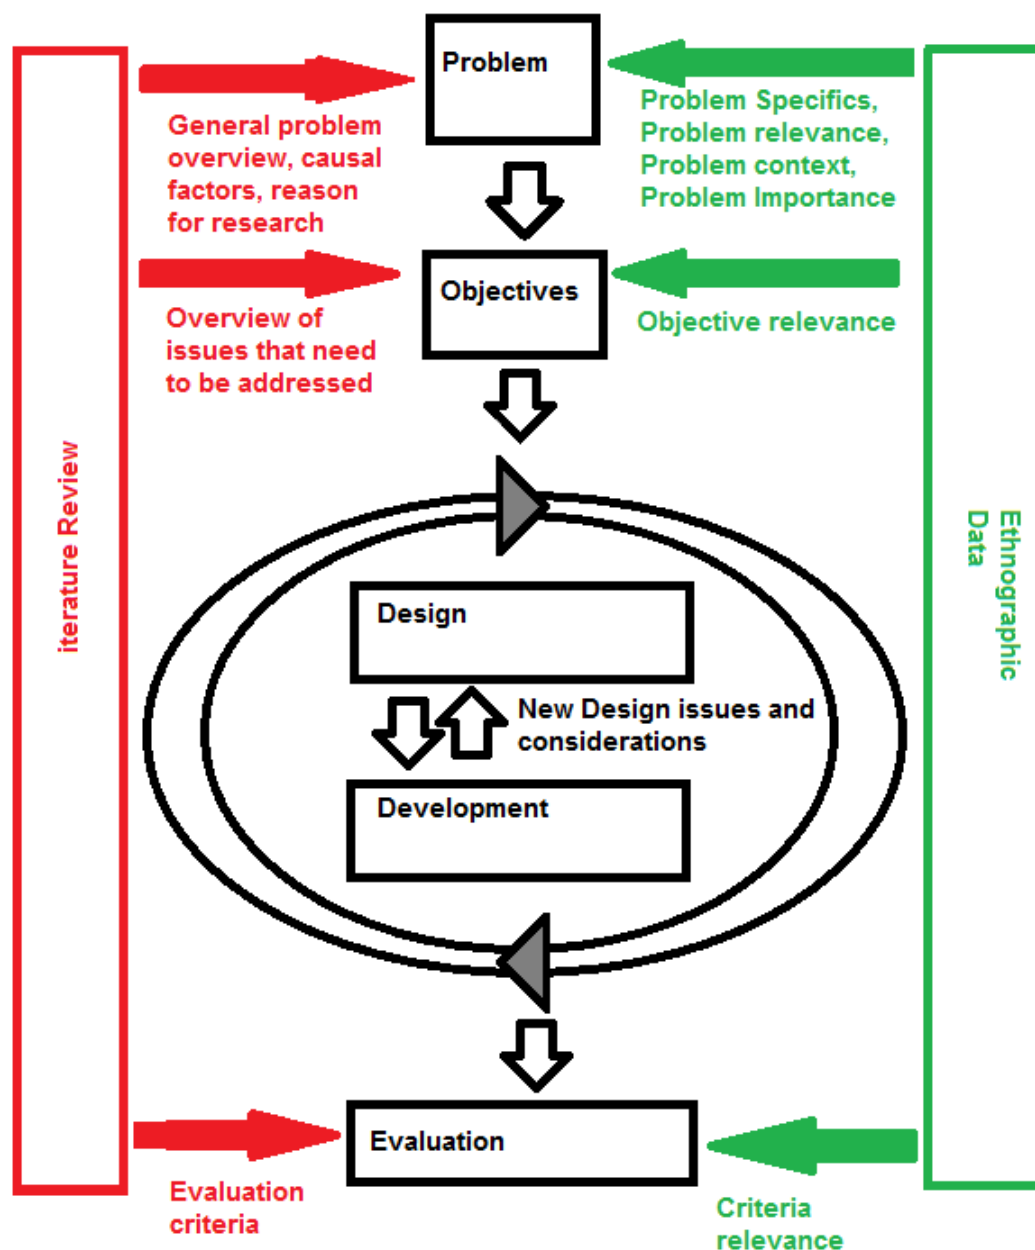 Problem
General problem
overview, causal
factors, reason
for research
Problem Specifics,
Problem relevance,
Problem context,
Problem Importance
Objectives
Overview of
issues that need
to be addressed
Objective relevance
iterature Review
Ethnographic
Data
Design
New Design issues and
considerations
Development
Evaluation
Evaluation
criteria
Criteria
relevance